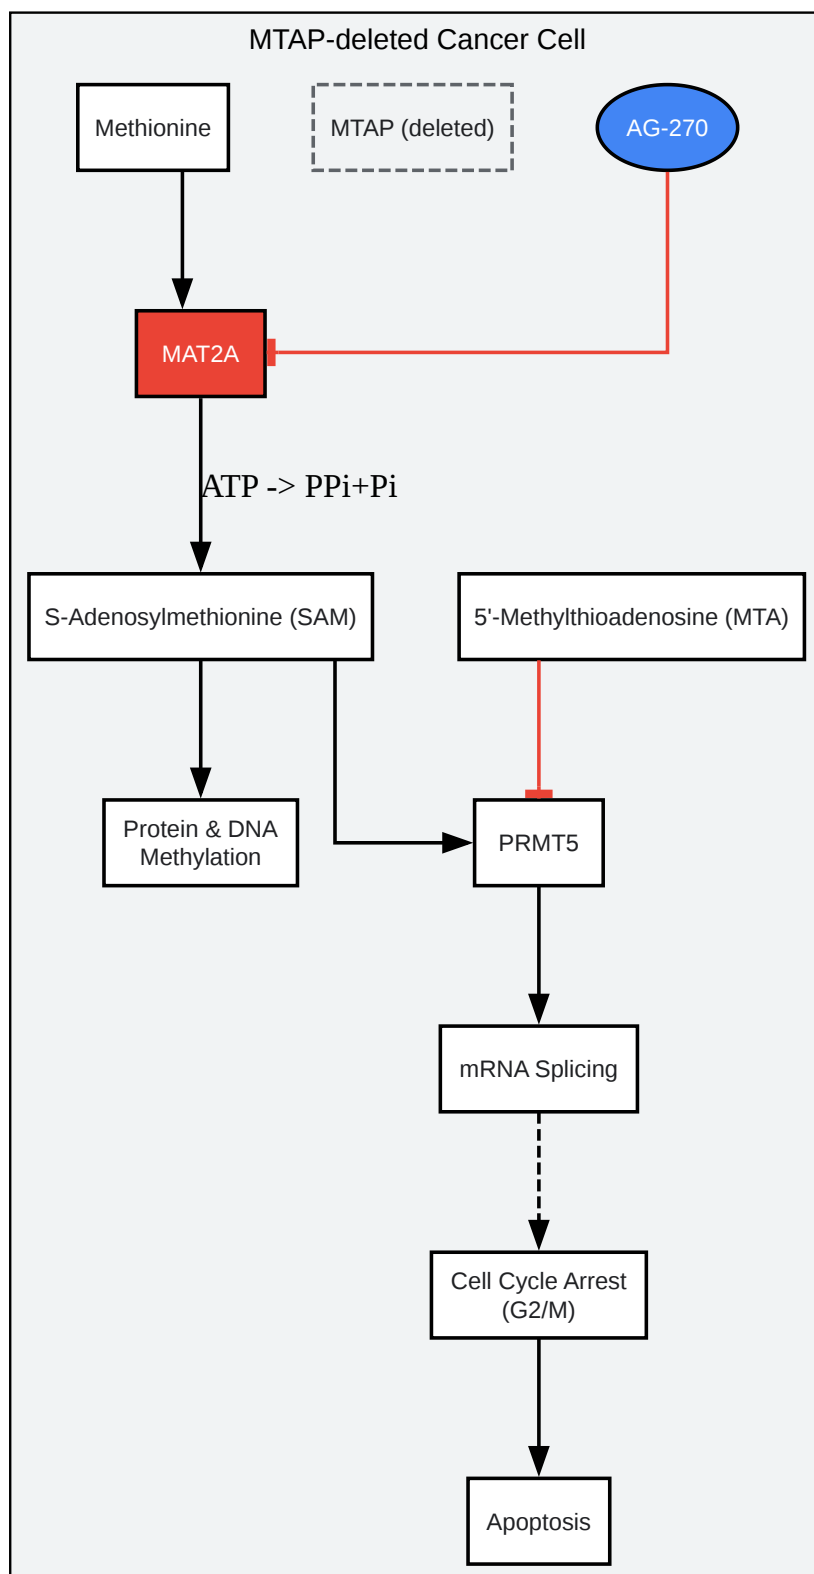 MTAP-deleted Cancer Cell
Methionine
MTAP (deleted)
AG-270
MAT2A
ATP -> PPi+Pi
S-Adenosylmethionine (SAM)
5'-Methylthioadenosine (MTA)
Protein & DNA
Methylation
PRMT5
mRNA Splicing
Cell Cycle Arrest
(G2/M)
Apoptosis